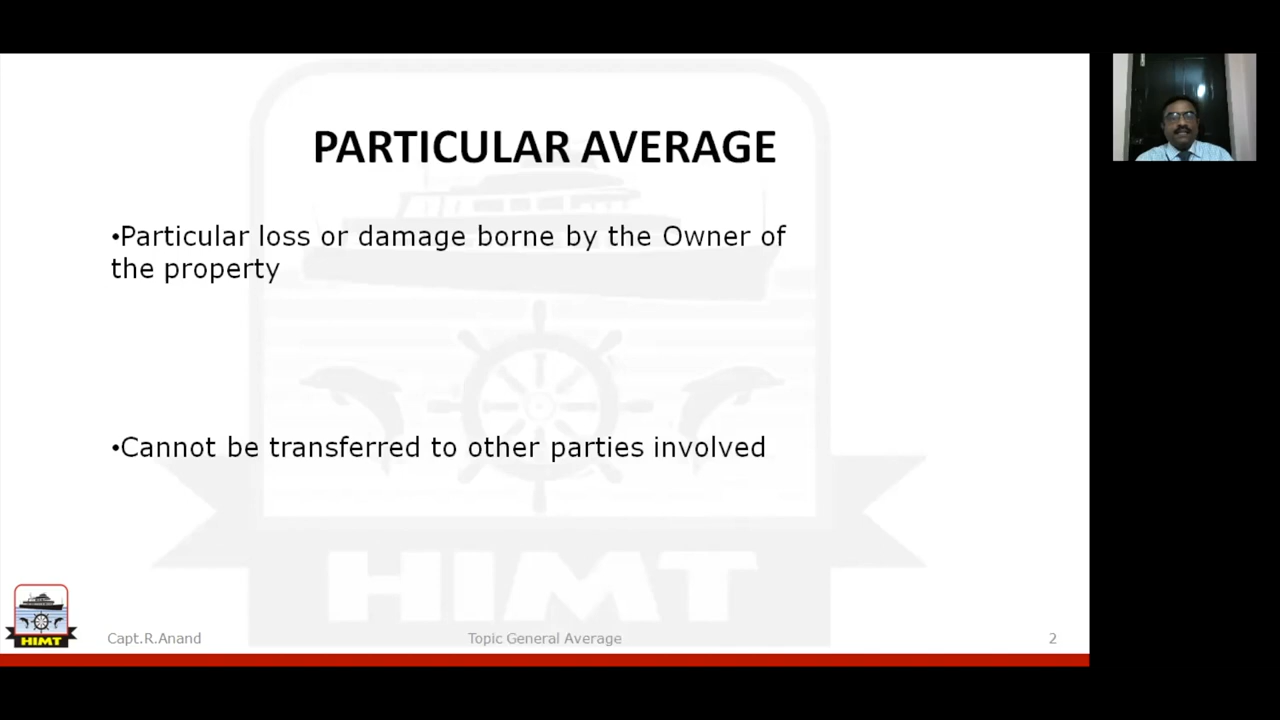 PARTICULAR AVERAGE
•Particular loss or damage borne by the Owner of
the property
•Cannot be transferred to other parties involved
HIMT
HIMT
Capt.R.Anand
Topic General Average
2